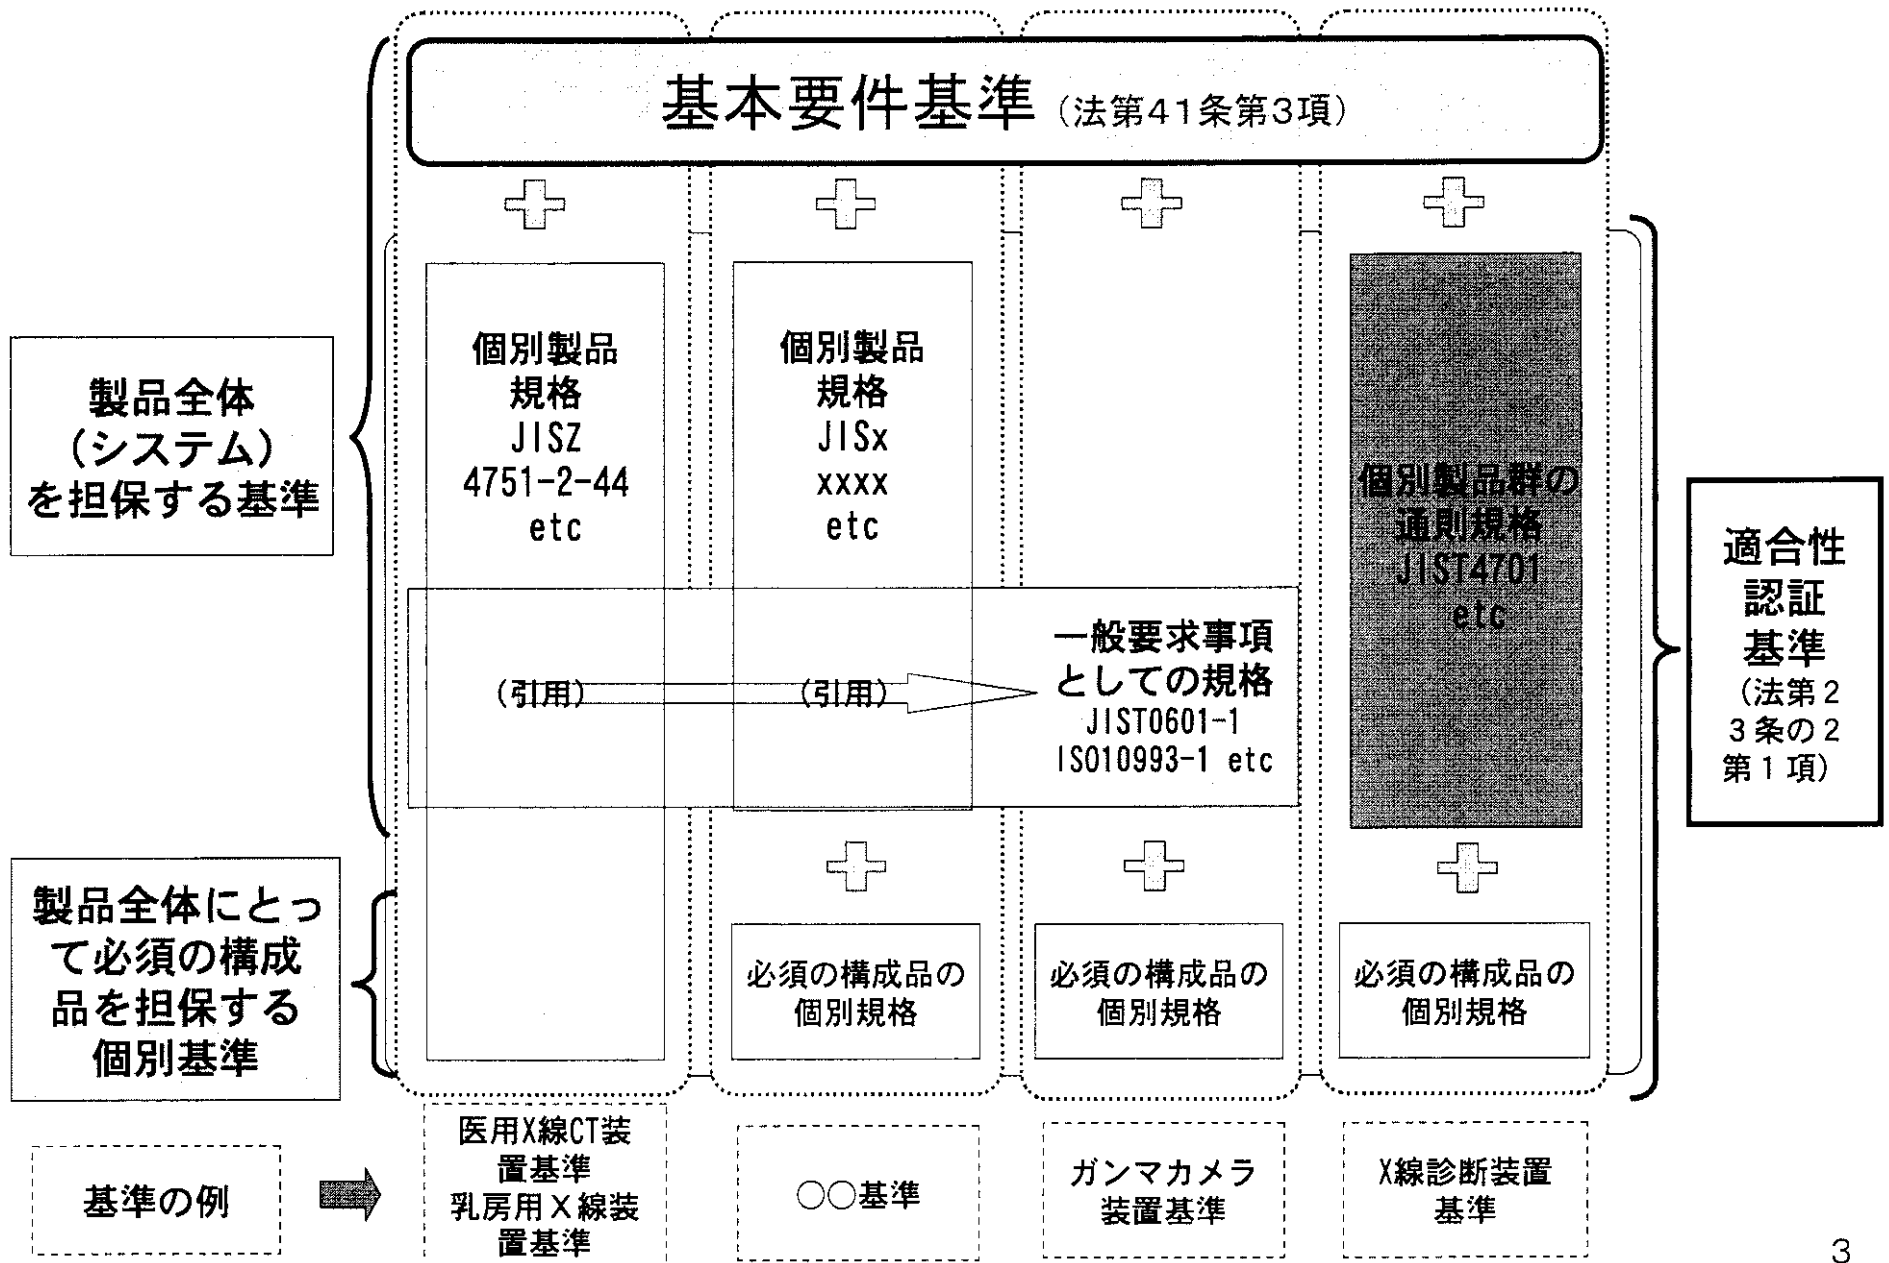 基本要件基準(法第41条第3項)
製品全体
(システム)
を担保する基準
個別製品
規格
JISZ
4751-2-44
etc
個別製品
規格
JISx
xxxx
etc
個別製品群の
通則規格
JIST4701
etc
(引用)
(引用)
一般要求事項
としての規格
JIST0601-1
ISO10993-1 etc
適合性
認証
基準
(法第2
3条の2
第1項)
製品全体にとっ
て必須の構成
品を担保する
個別基準
必須の構成品の
個別規格
必須の構成品の
個別規格
必須の構成品の
個別規格
基準の例
医用X線CT装
置基準
乳房用X線装
置基準
○○基準
ガンマカメラ
装置基準
X線診断装置
基準
3